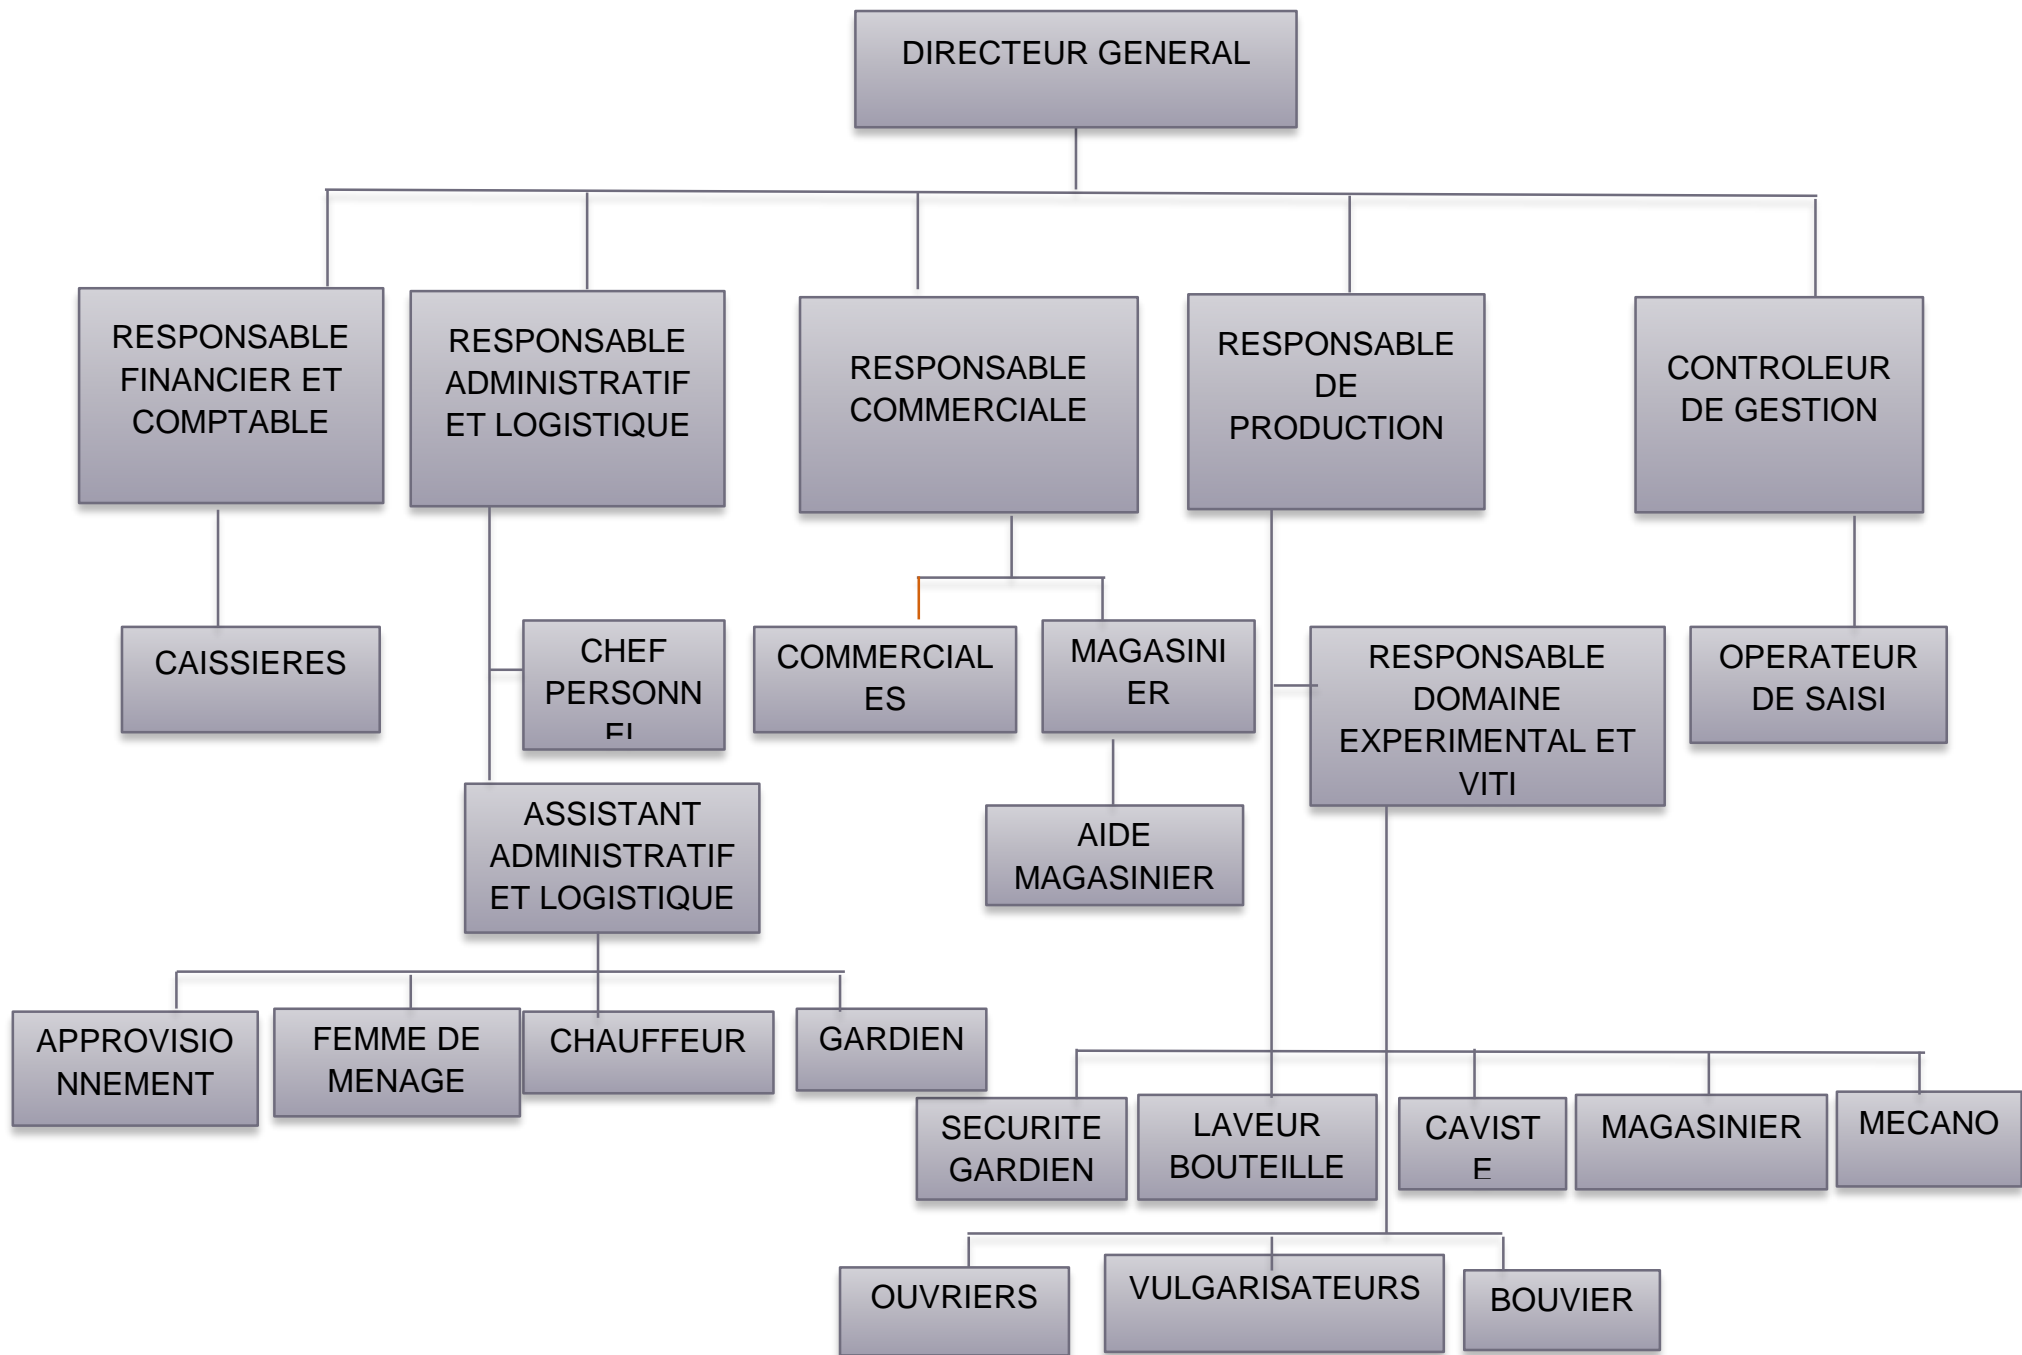 DIRECTEUR GENERAL
RESPONSABLE
FINANCIER ET
COMPTABLE
RESPONSABLE
ADMINISTRATIF
ET LOGISTIQUE
RESPONSABLE
COMMERCIALE
RESPONSABLE
DE
PRODUCTION
CONTROLEUR
DE GESTION
CAISSIERES
CHEF
PERSONN
EL
COMMERCIAL
ES
MAGASINI
ER
RESPONSABLE
DOMAINE
EXPERIMENTAL ET
VITI
OPERATEUR
DE SAISI
ASSISTANT
ADMINISTRATIF
ET LOGISTIQUE
AIDE
MAGASINIER
APPROVISIO
NNEMENT
FEMME DE
MENAGE
CHAUFFEUR
GARDIEN
SECURITE
GARDIEN
LAVEUR
BOUTEILLE
CAVIST
E
MAGASINIER
MECANO
OUVRIERS
VULGARISATEURS
BOUVIER